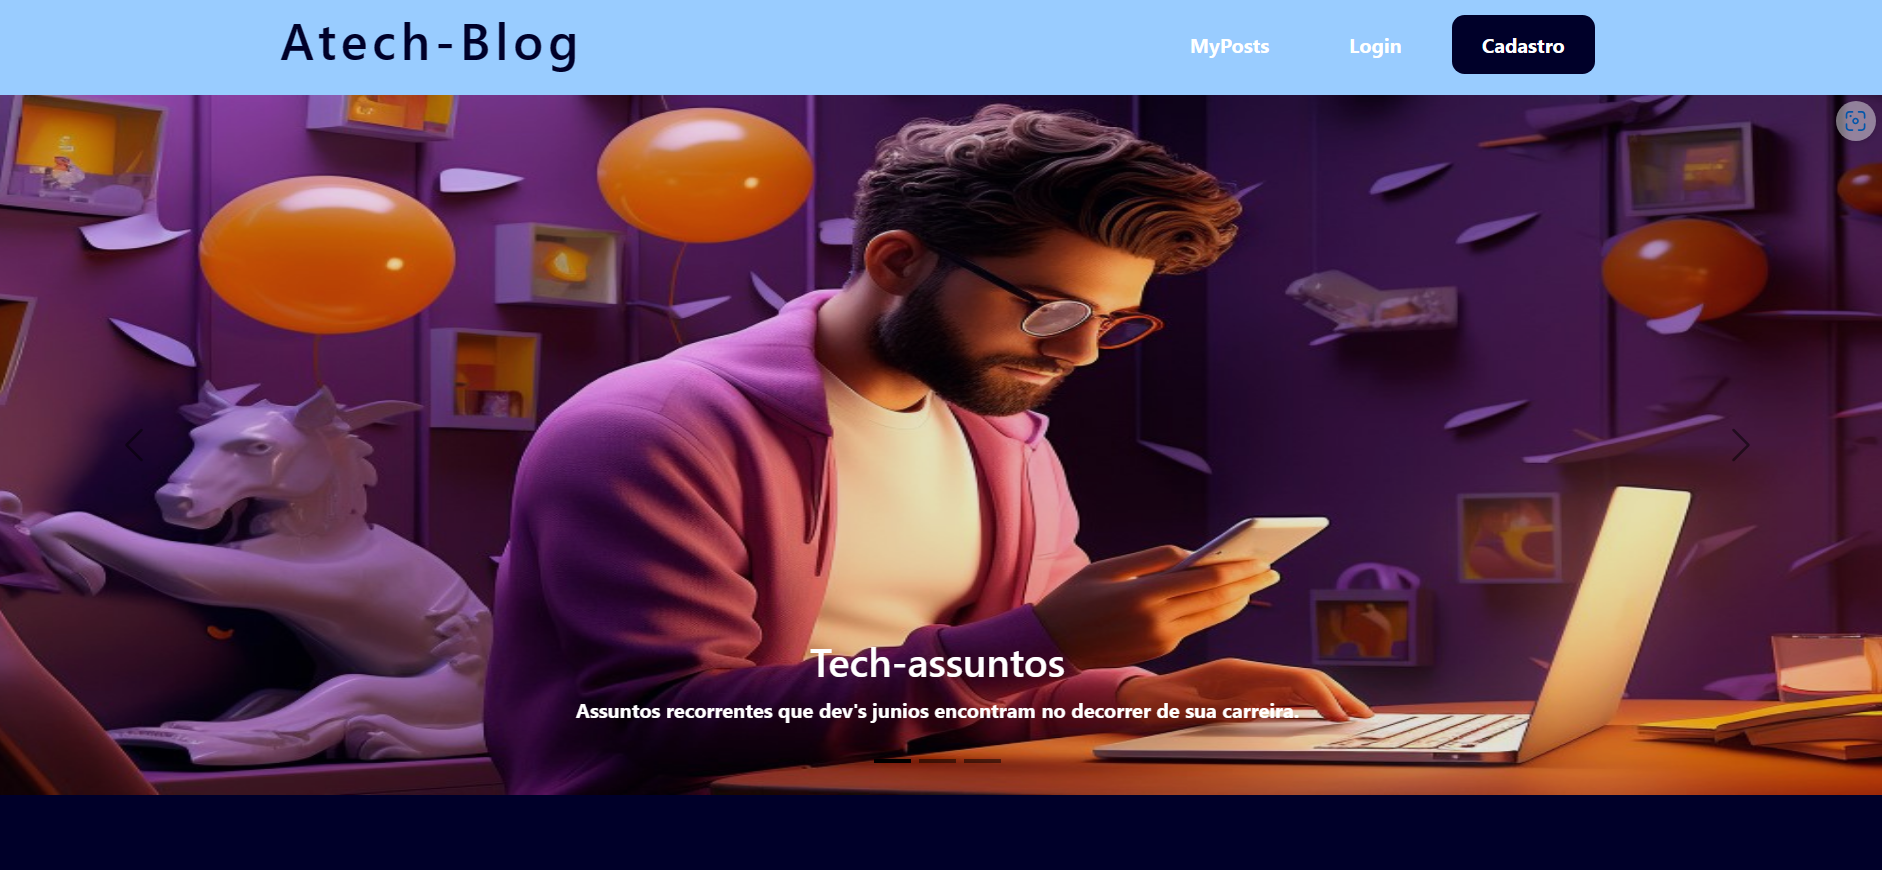 Atech-Blog
MyPosts
Login
Cadastro
Tech-assuntos
Assuntos recorrentes que dev's junios encontram no decorrer de sua carreira.